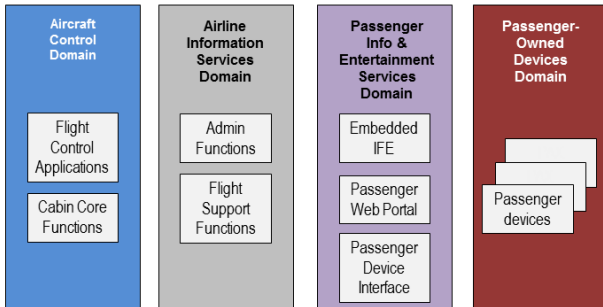 Aircraft
Control
Domain
Flight
Control
Applications
Cabin Core
Functions
Airline
Information
Services
Domain
Admin
Functions
Flight
Support
Functions
Passenger
Info &
Entertainment
Services
Domain
Embedded
IFE
Passenger
Web Portal
Passenger
Device
Interface
Passenger-
Owned
Devices
Domain
Passenger
devices